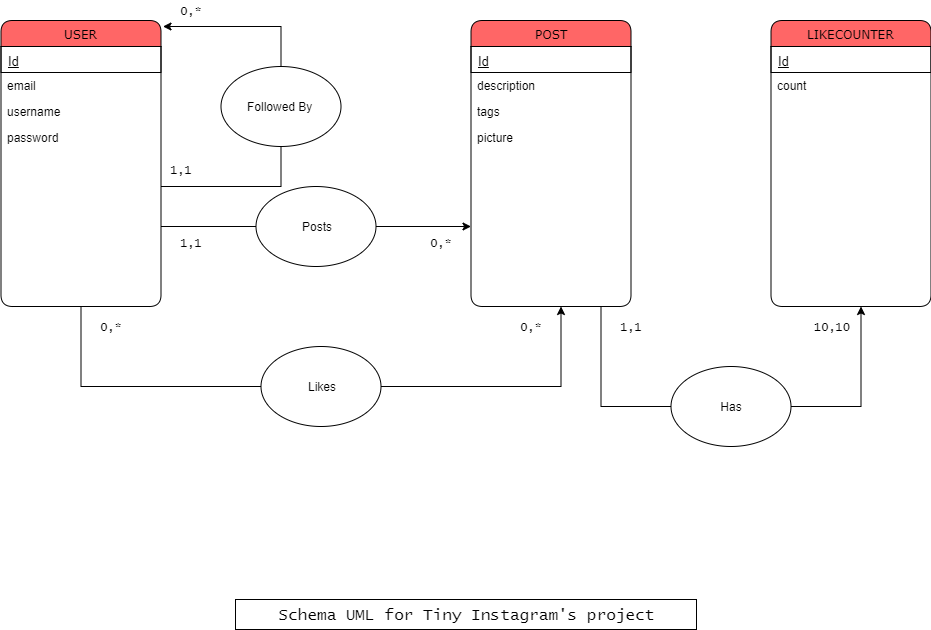 0,*
USER
Id
email
username
password
Followed By
1,1
Posts
1,1
0,*
POST
Id
description
tags
picture
LIKECOUNTER
Id
count
0,*
Likes
0,*
1,1
Has
10,10
Schema UML for Tiny Instagram's project